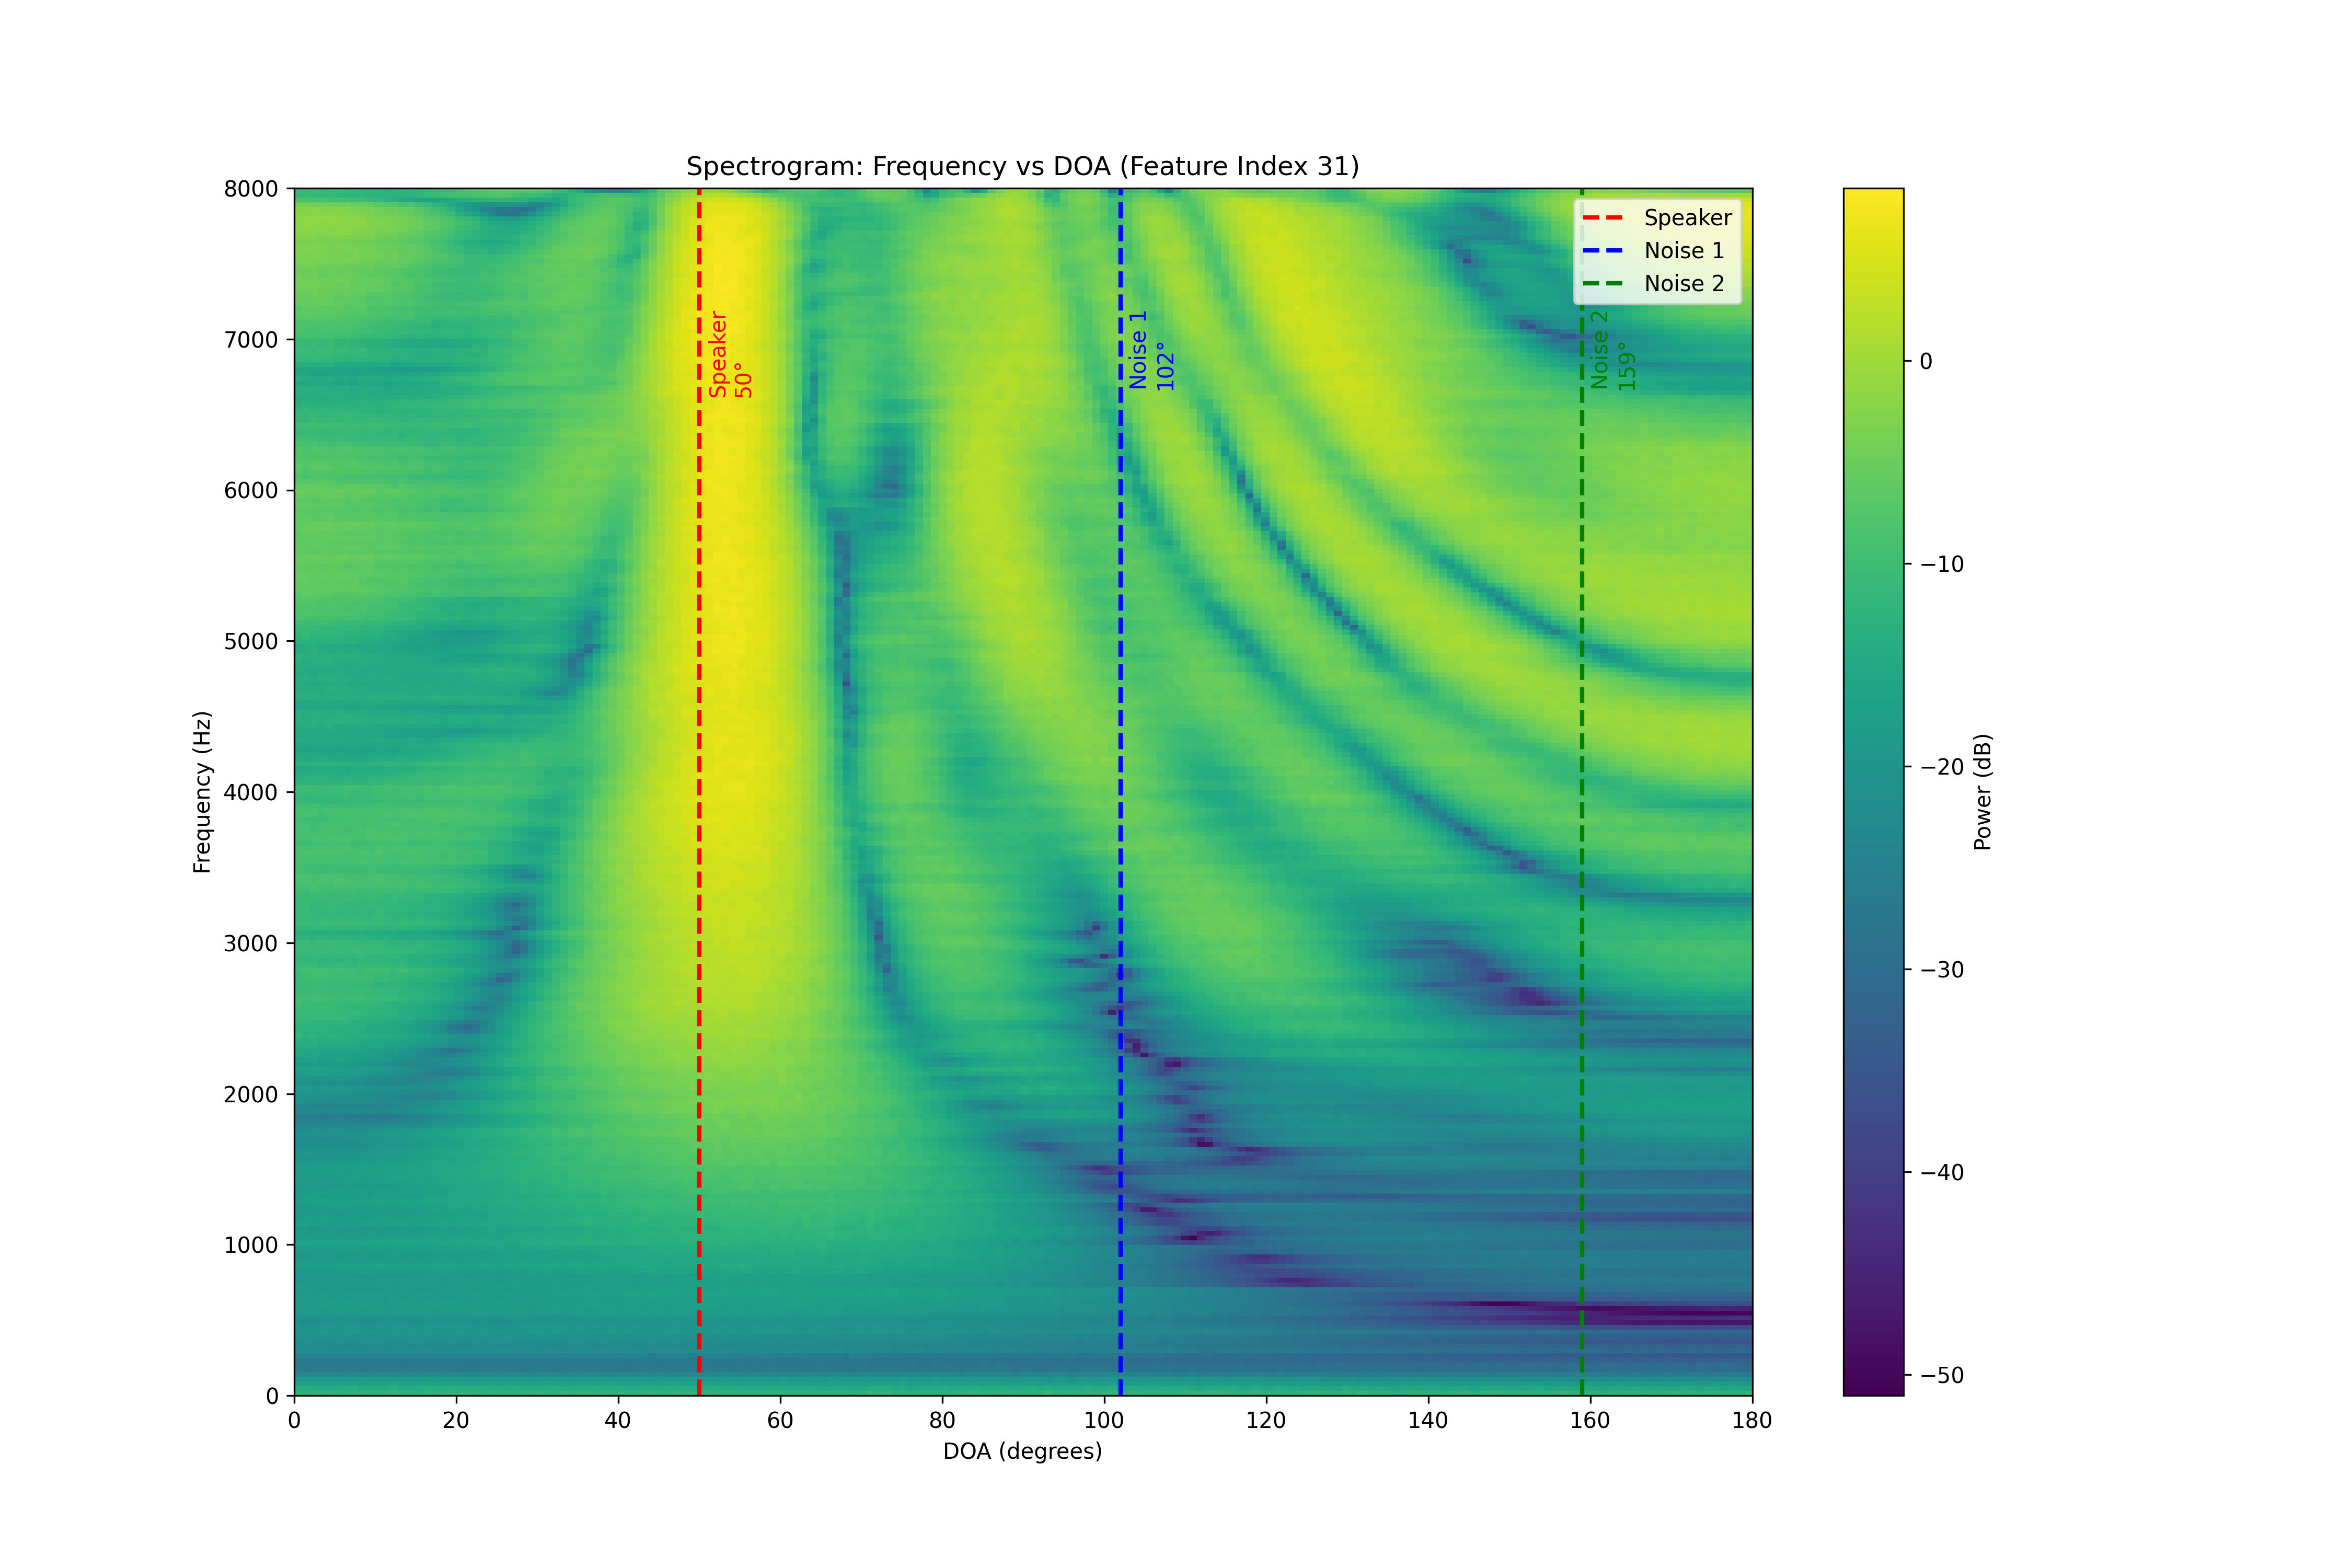 Spectrogram: Frequency vs DOA (Feature Index 31)
8000
7000
6000
5000
4000
3000
2000
1000
0
Frequency (Hz)
0
20
40
60
80
100
120
140
160
180
DOA (degrees)
Speaker
50°
Noise 1
102°
Noise 2
159°
Speaker
Noise 1
Noise 2
0
−10
−20
−30
−40
−50
Power (dB)